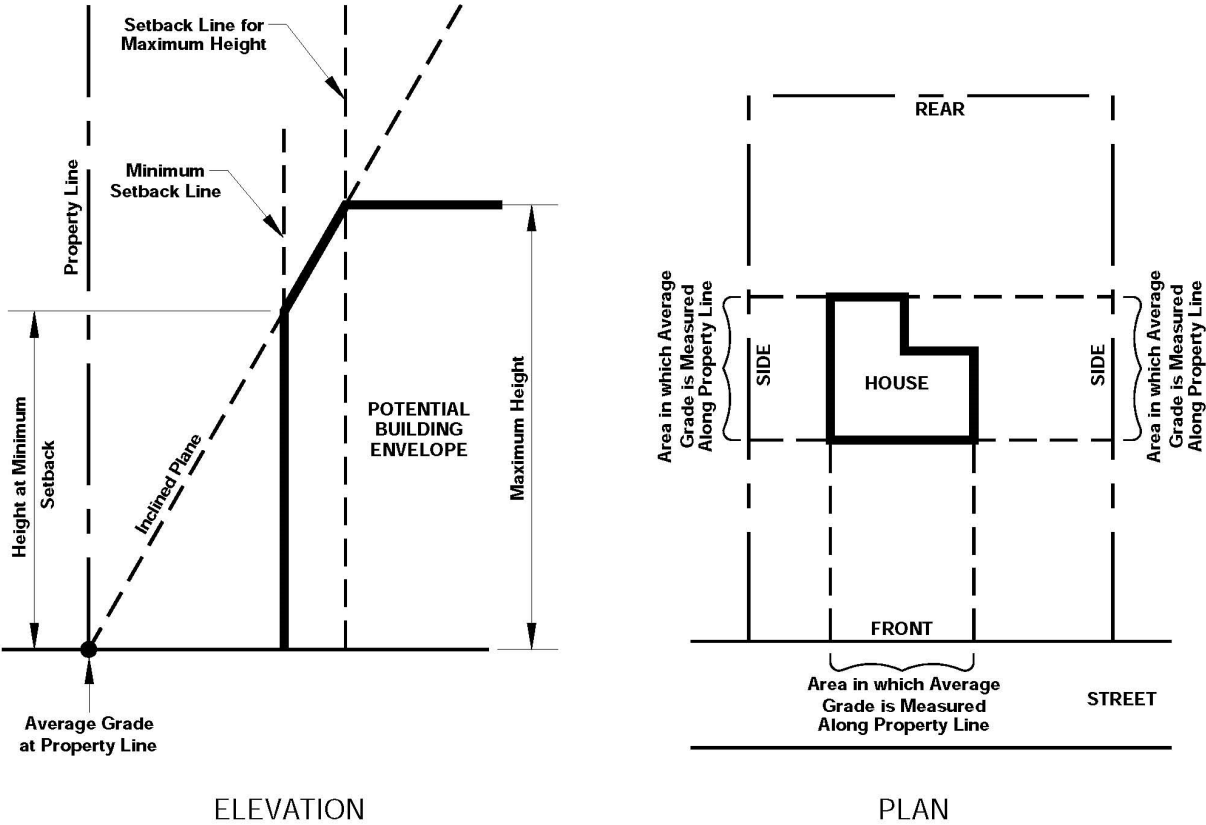 Setback Line for
Maximum Height
Property Line
Minimum
Setback Line
Height at Minimum
Setback
Inclined Plane
POTENTIAL
BUILDING
ENVELOPE
Maximum Height
Average Grade
at Property Line
ELEVATION
REAR
Area in which Average
Grade is Measured
Along Property Line
SIDE
HOUSE
SIDE
Area in which Average
Grade is Measured
Along Property Line
FRONT
Area in which Average
Grade is Measured
Along Property Line
STREET
PLAN